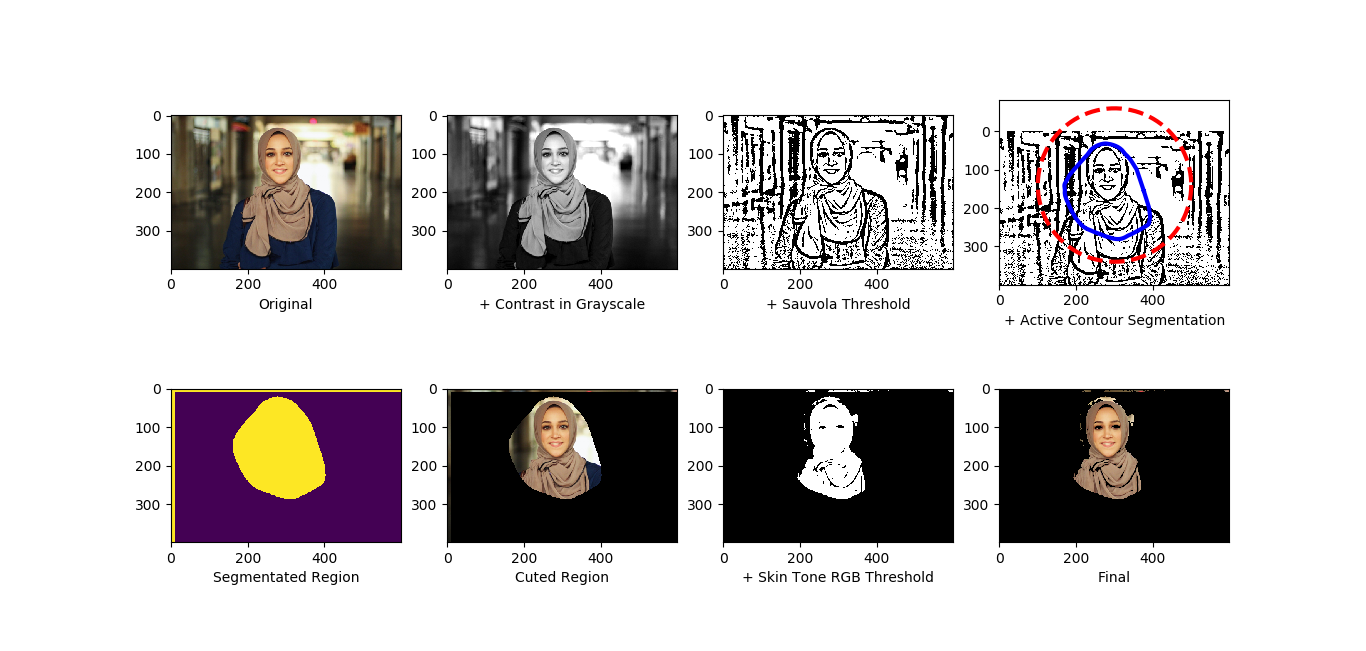 0
100
200
300
0 200 400
Original
0
100
200
300
0 200 400
+ Contrast in Grayscale
0
100
200
300
0 200 400
+ Sauvola Threshold
0
100
200
300
0 200 400
+ Active Contour Segmentation
0
100
200
300
0 200 400
Segmentated Region
0
100
200
300
0 200 400
Cuted Region
0
100
200
300
0 200 400
+ Skin Tone RGB Threshold
0
100
200
300
0 200 400
Final